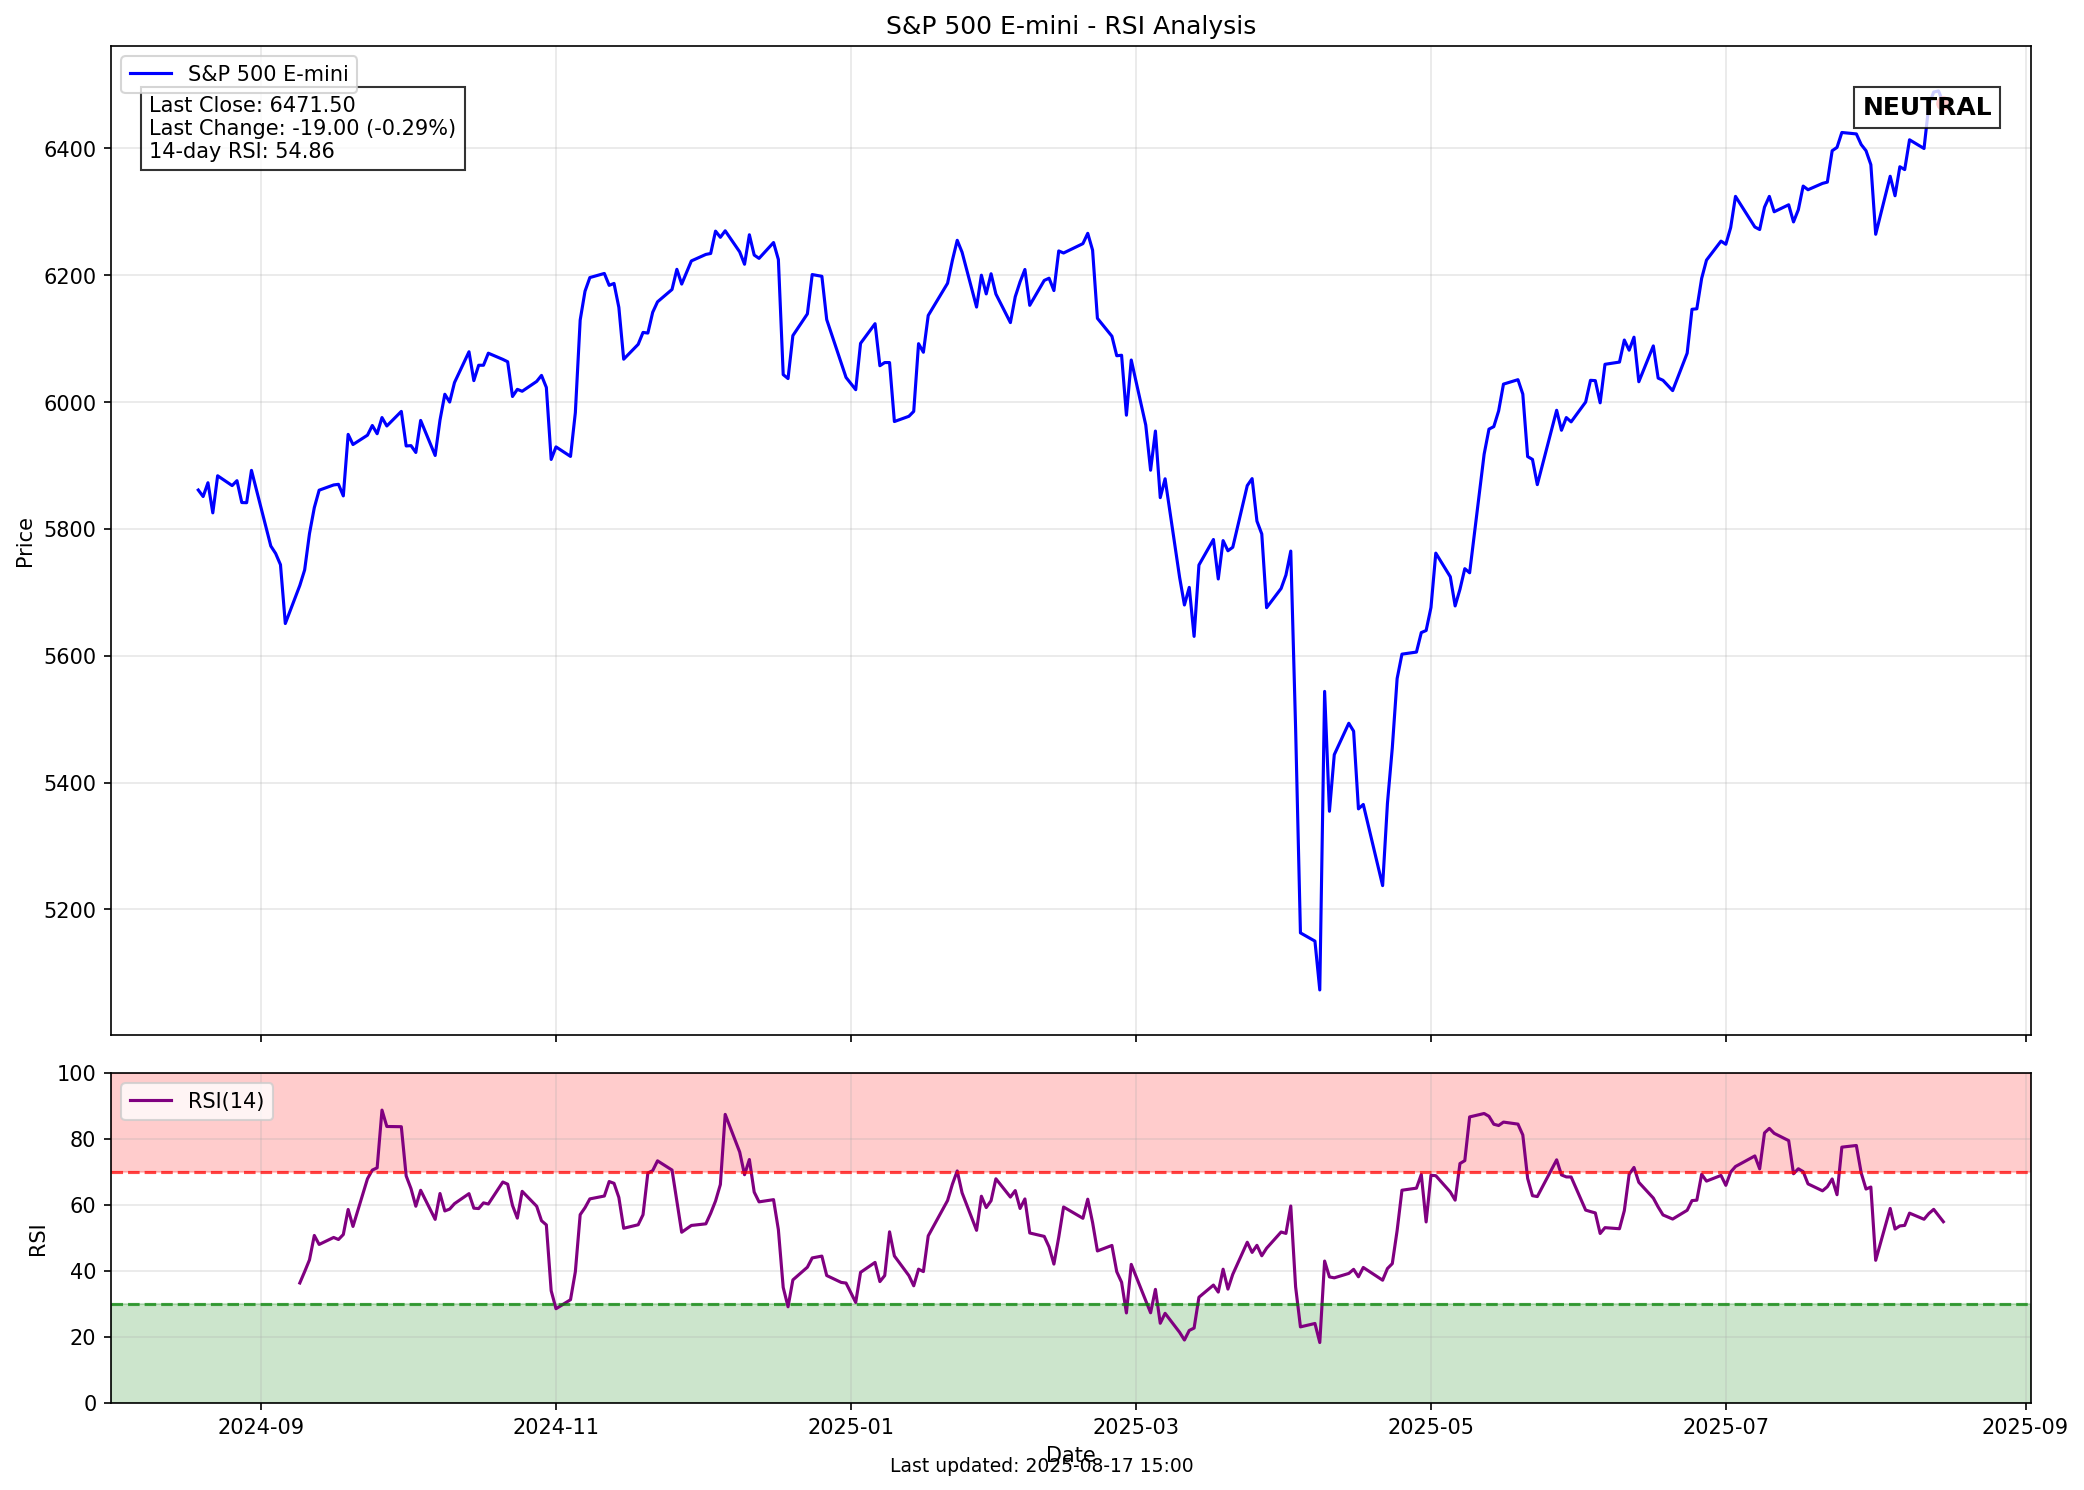 S&P 500 E-mini - RSI Analysis
S&P 500 E-mini
Last Close: 6471.50
Last Change: -19.00 (-0.29%)
14-day RSI: 54.86
NEUTRAL
Price
6400
6200
6000
5800
5600
5400
5200
RSI(14)
RSI
100
80
60
40
20
0
2024-09
2024-11
2025-01
2025-03
2025-05
2025-07
2025-09
Date
Last updated: 2025-08-17 15:00